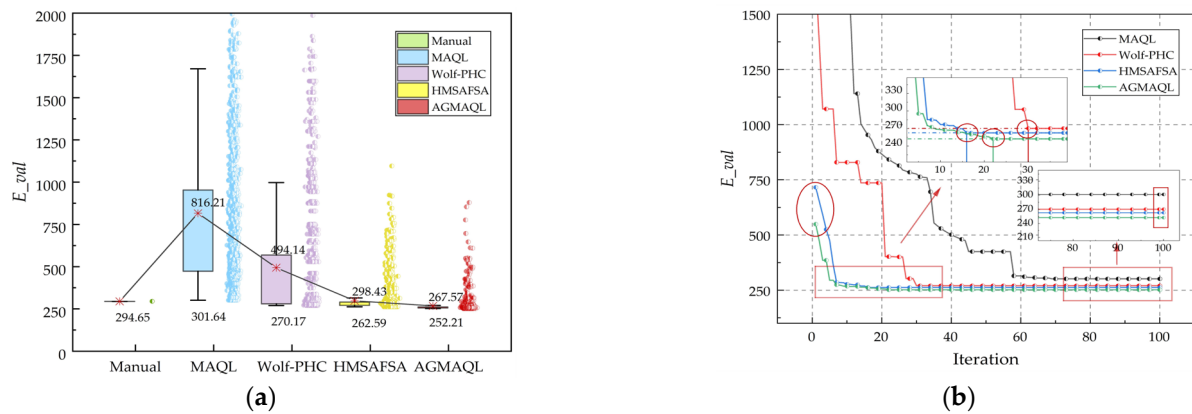 2000
1750
1500
1250
1000
750
500
250
0
E_val
Manual
MAQL
Wolf-PHC
HMSAFSA
AGMAQL
816.21
494.14
298.43
267.57
294.65
301.64
270.17
262.59
252.21
Manual
MAQL
Wolf-PHC
HMSAFSA
AGMAQL
(a)
1500
1250
1000
750
500
250
E_val
MAQL
Wolf-PHC
HMSAFSA
AGMAQL
330
300
270
240
10
20
30
30
330
300
270
240
210
80
90
100
0
20
40
60
80
100
Iteration
(b)